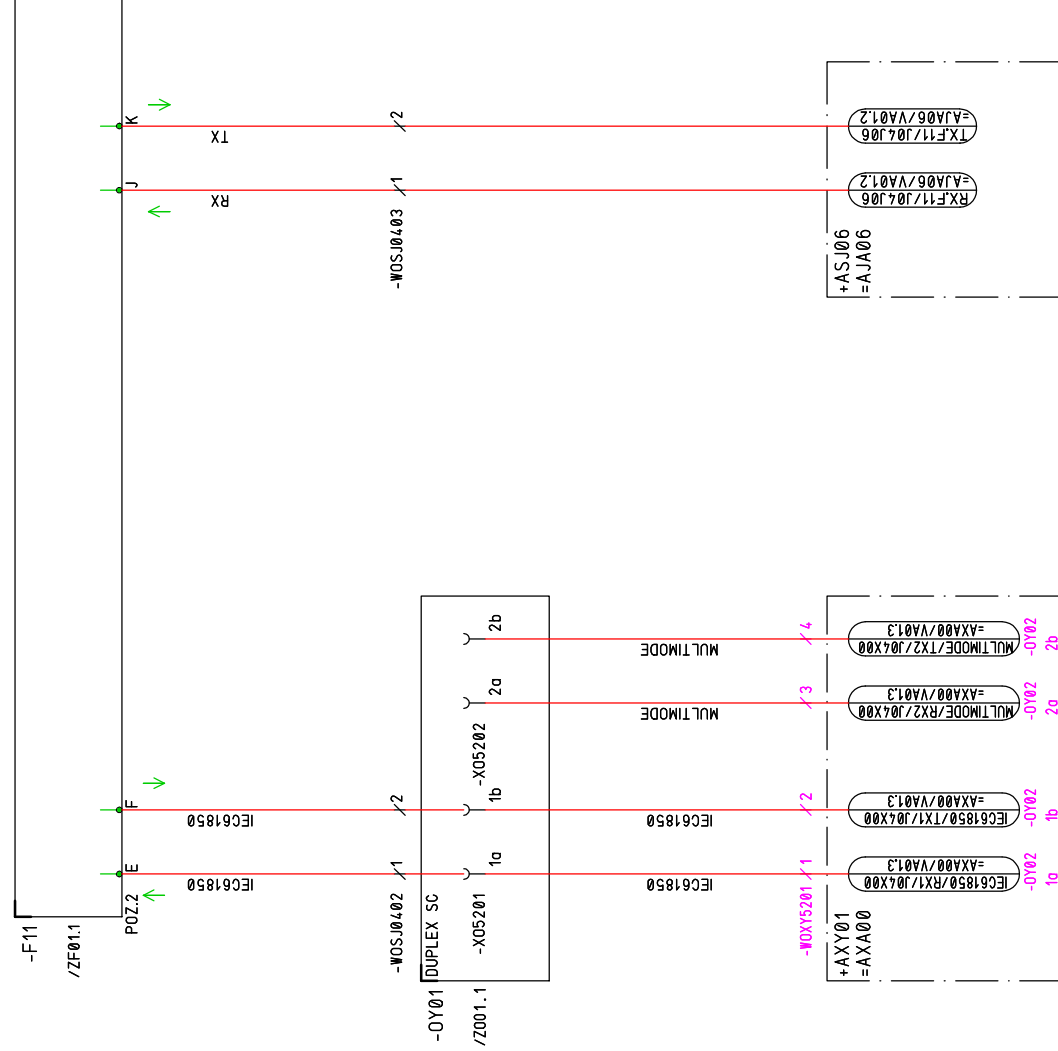 K
TX
2
TX.F11/J04J06
=AJA06/VA01.2
J
RX
1
RX.F11/J04J06
=AJA06/VA01.2
-WOSJ0403
+ASJ06
=AJA06
2b
MULTIMODE
4
MULTIMODE/TX2/J04X00
=AXA00/VA01.3
-OY02
2b
2a
MULTIMODE
3
MULTIMODE/RX2/J04X00
=AXA00/VA01.3
-OY02
2a
-XO5202
F
IEC61850
2
1b
IEC61850
2
IEC61850/TX1/J04X00
=AXA00/VA01.3
-OY02
1b
E
IEC61850
1
1a
IEC61850
1
IEC61850/RX1/J04X00
=AXA00/VA01.3
-OY02
1a
POZ.2
-WOSJ0402
DUPLEX SC
-XO5201
-WOXY5201
+AXY01
=AXA00
-F11
/ZF01.1
-OY01
/ZO01.1